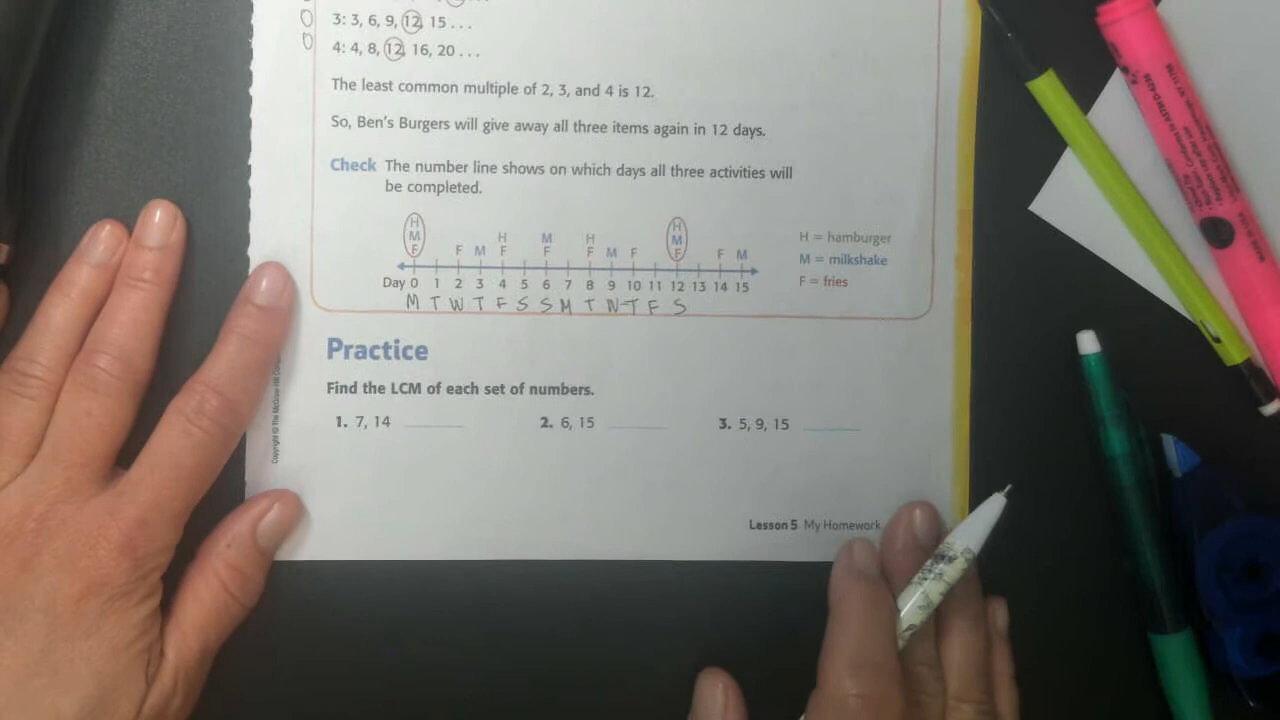 3: 3, 6, 9, 12, 15 . . .
4: 4, 8, 12, 16, 20 . . .
The least common multiple of 2, 3, and 4 is 12.
So, Ben's Burgers will give away all three items again in 12 days.
Check The number line shows on which days all three activities will
be completed.
H H
M H M H M
F F M F F F M F F F M
H = hamburger
M = milkshake
F = fries
Day 0 1 2 3 4 5 6 7 8 9 10 11 12 13 14 15
M T W T F S S M T W T F S
Practice
Find the LCM of each set of numbers.
1. 7, 14
2. 6, 15
3. 5, 9, 15
Lesson 5 My Homework